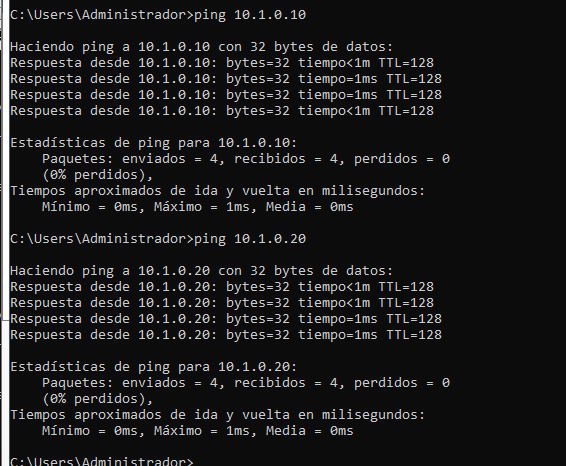 C:\Users\Administrador>ping 10.1.0.10
Haciendo ping a 10.1.0.10 con 32 bytes de datos:
Respuesta desde 10.1.0.10: bytes=32 tiempo<1m TTL=128
Respuesta desde 10.1.0.10: bytes=32 tiempo=1ms TTL=128
Respuesta desde 10.1.0.10: bytes=32 tiempo=1ms TTL=128
Respuesta desde 10.1.0.10: bytes=32 tiempo<1m TTL=128
Estadísticas de ping para 10.1.0.10:
    Paquetes: enviados = 4, recibidos = 4, perdidos = 0
    (0% perdidos),
Tiempos aproximados de ida y vuelta en milisegundos:
    Mínimo = 0ms, Máximo = 1ms, Media = 0ms
C:\Users\Administrador>ping 10.1.0.20
Haciendo ping a 10.1.0.20 con 32 bytes de datos:
Respuesta desde 10.1.0.20: bytes=32 tiempo<1m TTL=128
Respuesta desde 10.1.0.20: bytes=32 tiempo<1m TTL=128
Respuesta desde 10.1.0.20: bytes=32 tiempo=1ms TTL=128
Respuesta desde 10.1.0.20: bytes=32 tiempo=1ms TTL=128
Estadísticas de ping para 10.1.0.20:
    Paquetes: enviados = 4, recibidos = 4, perdidos = 0
    (0% perdidos),
Tiempos aproximados de ida y vuelta en milisegundos:
    Mínimo = 0ms, Máximo = 1ms, Media = 0ms
C:\Users\Administrador>